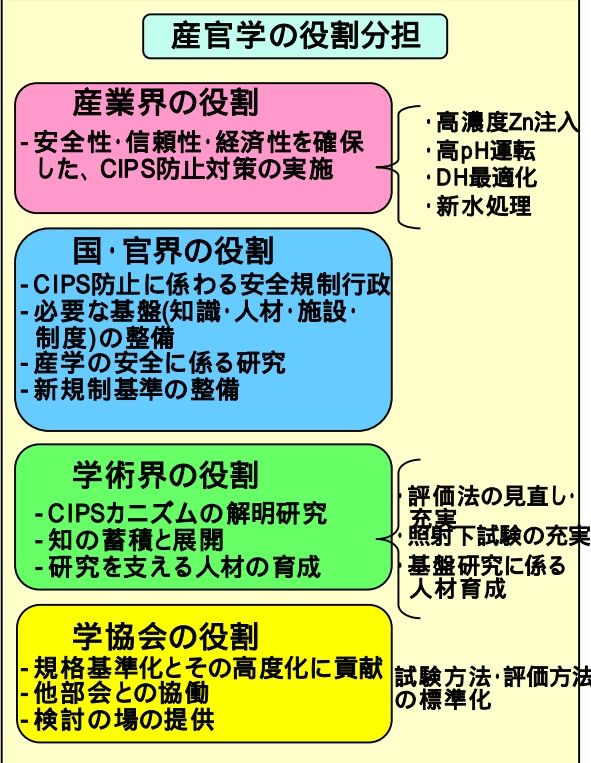 産官学の役割分担
産業界の役割
- 安全性･信頼性･経済性を確保
した、CIPS防止対策の実施
･高濃度Zn注入
･高pH運転
･DH最適化
･新水処理
国･官界の役割
- CIPS防止に係わる安全規制行政
- 必要な基盤(知識･人材･施設･
制度)の整備
- 産学の安全に係る研究
- 新規制基準の整備
学術界の役割
- CIPSカニズムの解明研究
- 知の蓄積と展開
- 研究を支える人材の育成
･評価法の見直し･
充実
･照射下試験の充実
･基盤研究に係る
人材育成
学協会の役割
- 規格基準化とその高度化に貢献
- 他部会との協働
- 検討の場の提供
試験方法･評価方法
の標準化